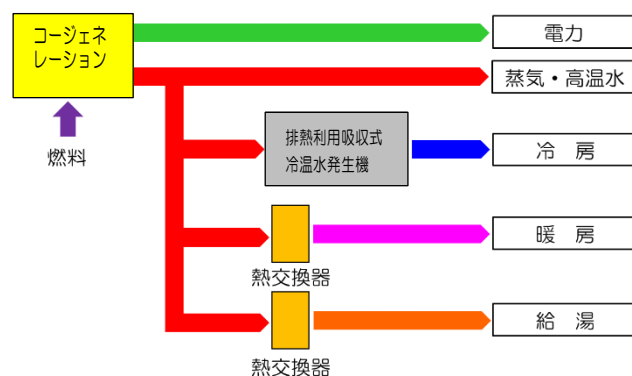 コージェネ
レーション
燃料
電力
蒸気・高温水
排熱利用吸収式
冷温水発生機
冷　房
熱交換器
暖　房
熱交換器
給　湯